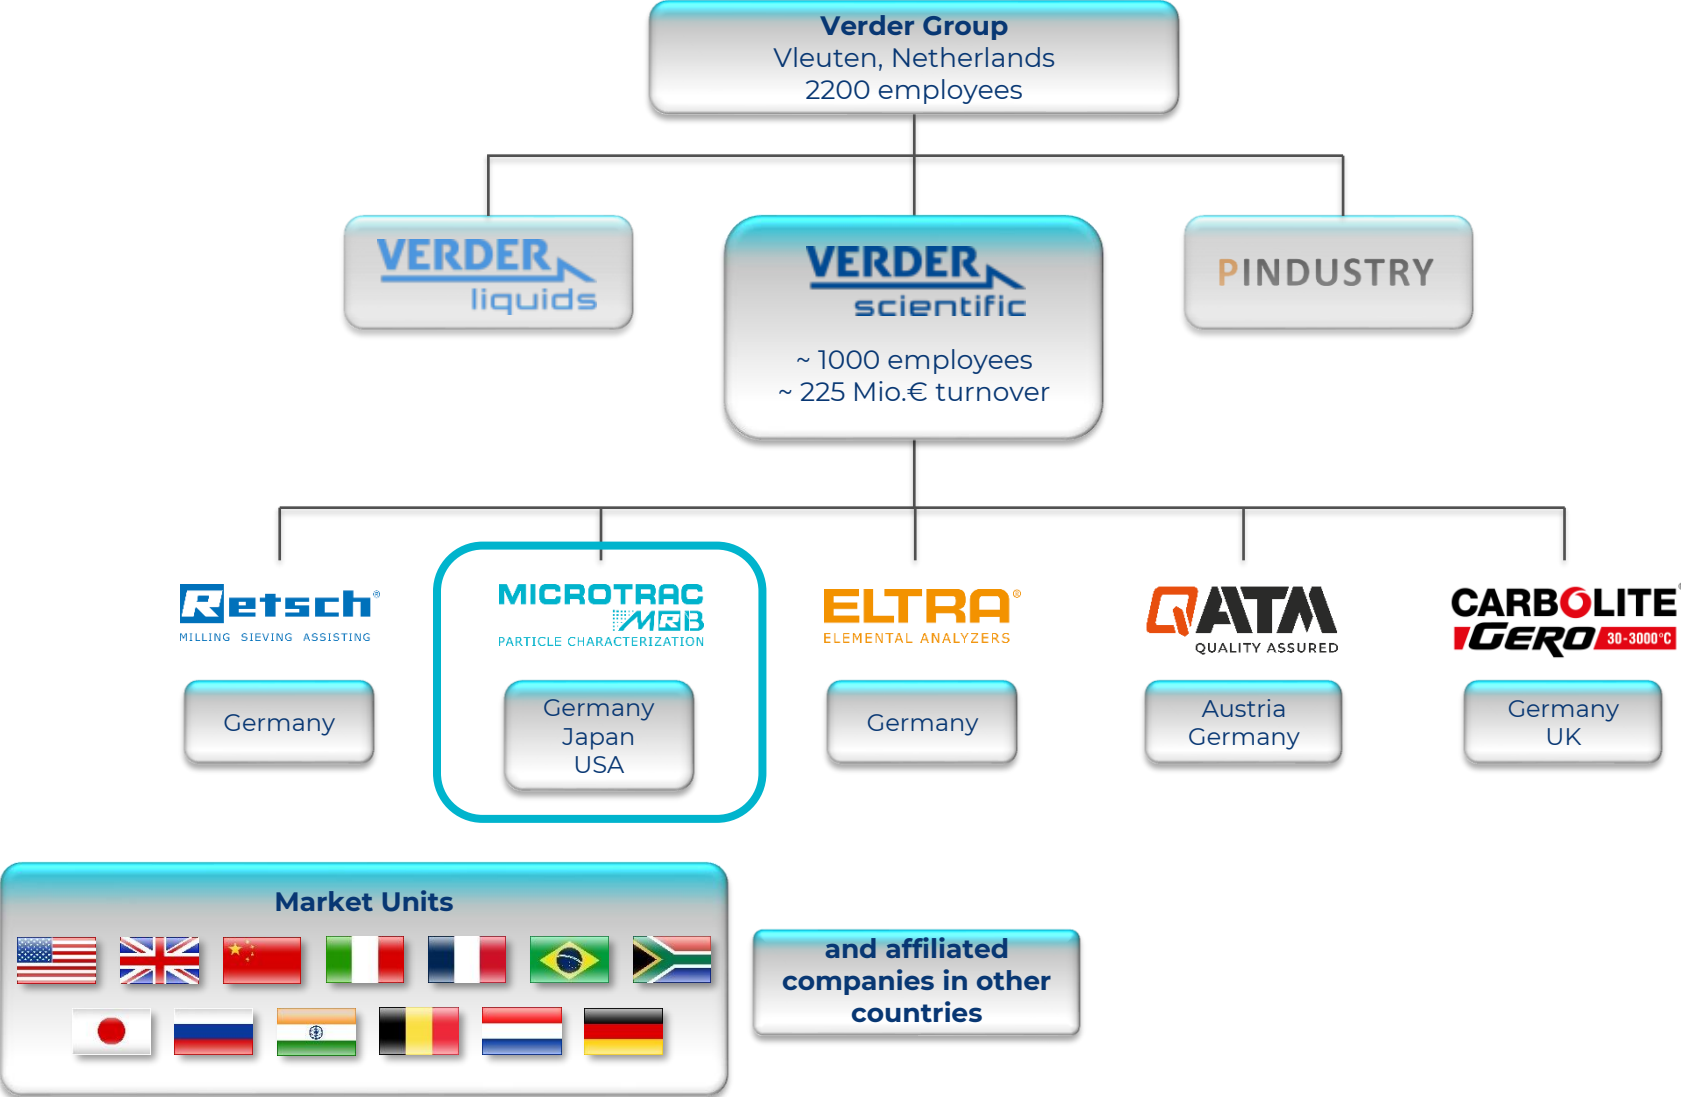 Verder Group
Vleuten, Netherlands
2200 employees
VERDER
liquids
VERDER
scientific
~ 1000 employees
~ 225 Mio.€ turnover
PINDUSTRY
Retsch®
MILLING SIEVING ASSISTING
MICROTRAC
MRB
PARTICLE CHARACTERIZATION
ELTRA®
ELEMENTAL ANALYZERS
QATM
QUALITY ASSURED
CARBOLITE®
GERO 30-3000°C
Germany
Germany
Japan
USA
Germany
Austria
Germany
Germany
UK
Market Units
and affiliated
companies in other
countries